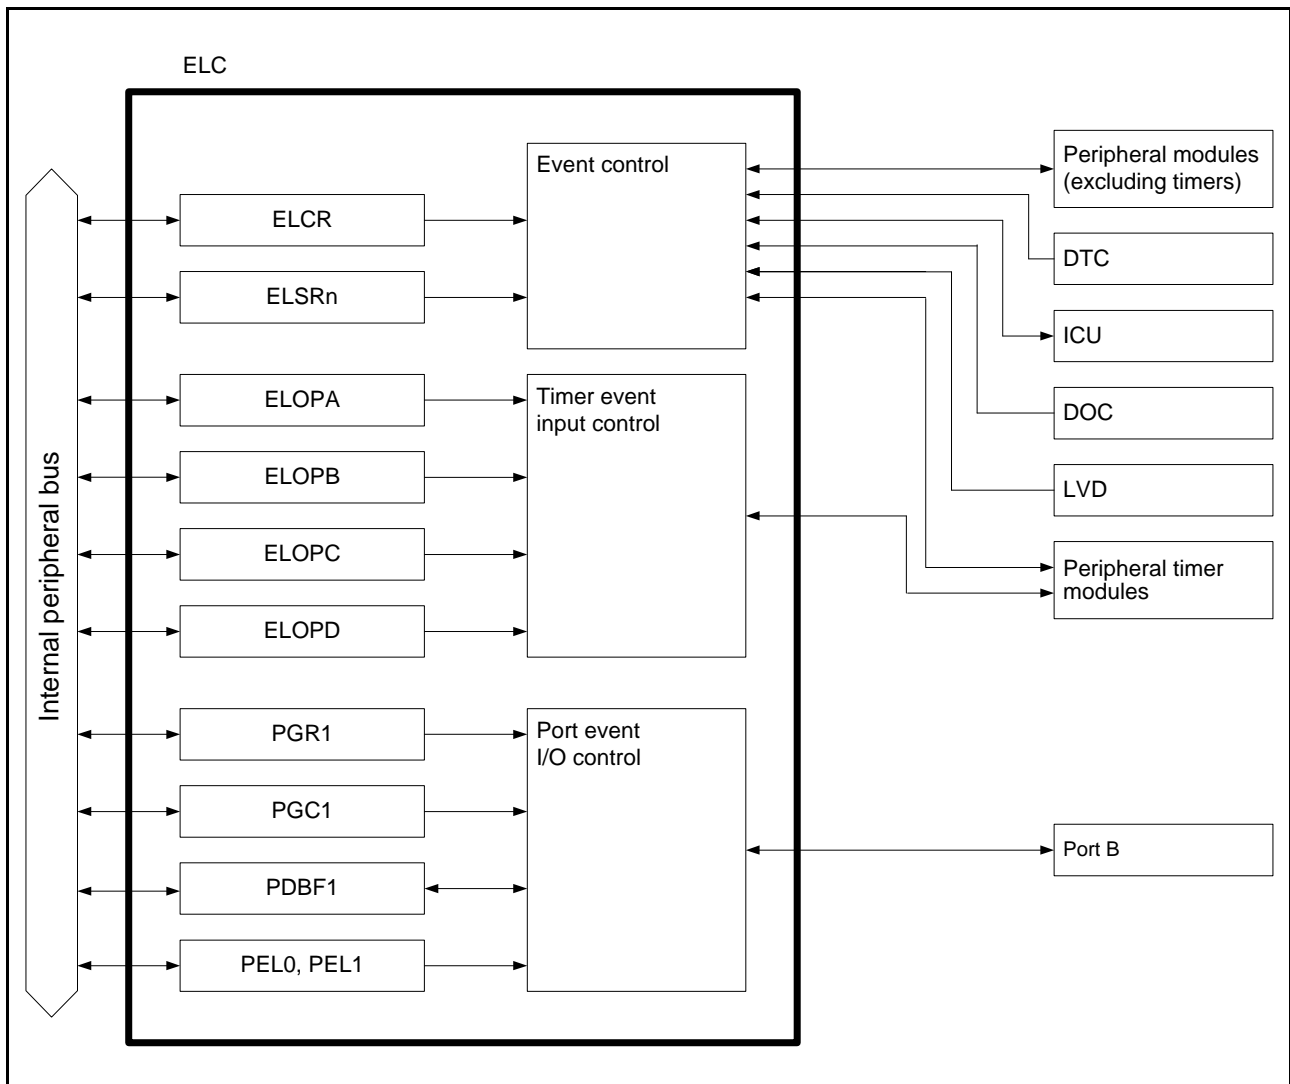 ELC
Internal peripheral bus
ELCR
ELSRn
ELOPA
ELOPB
ELOPC
ELOPD
PGR1
PGC1
PDBF1
PEL0, PEL1
Event control
Timer event
input control
Port event
I/O control
Peripheral modules
(excluding timers)
DTC
ICU
DOC
LVD
Peripheral timer
modules
Port B